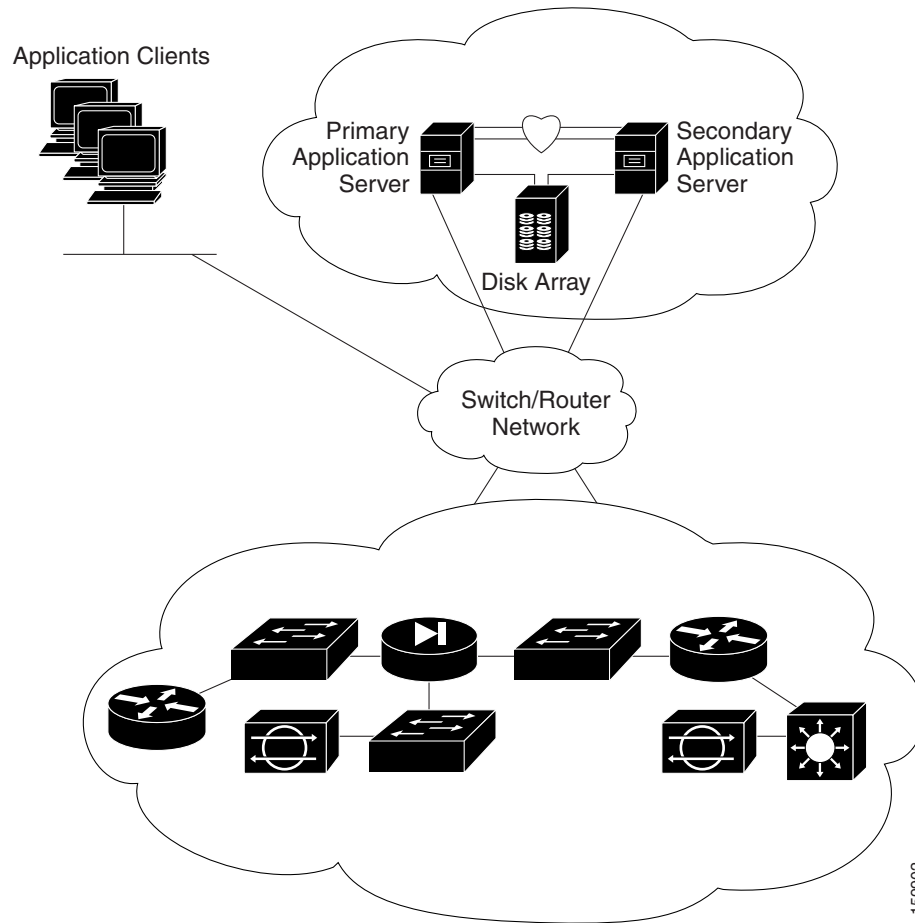 Application Clients
Primary
Application
Server
Secondary
Application
Server
Disk Array
Switch/Router
Network